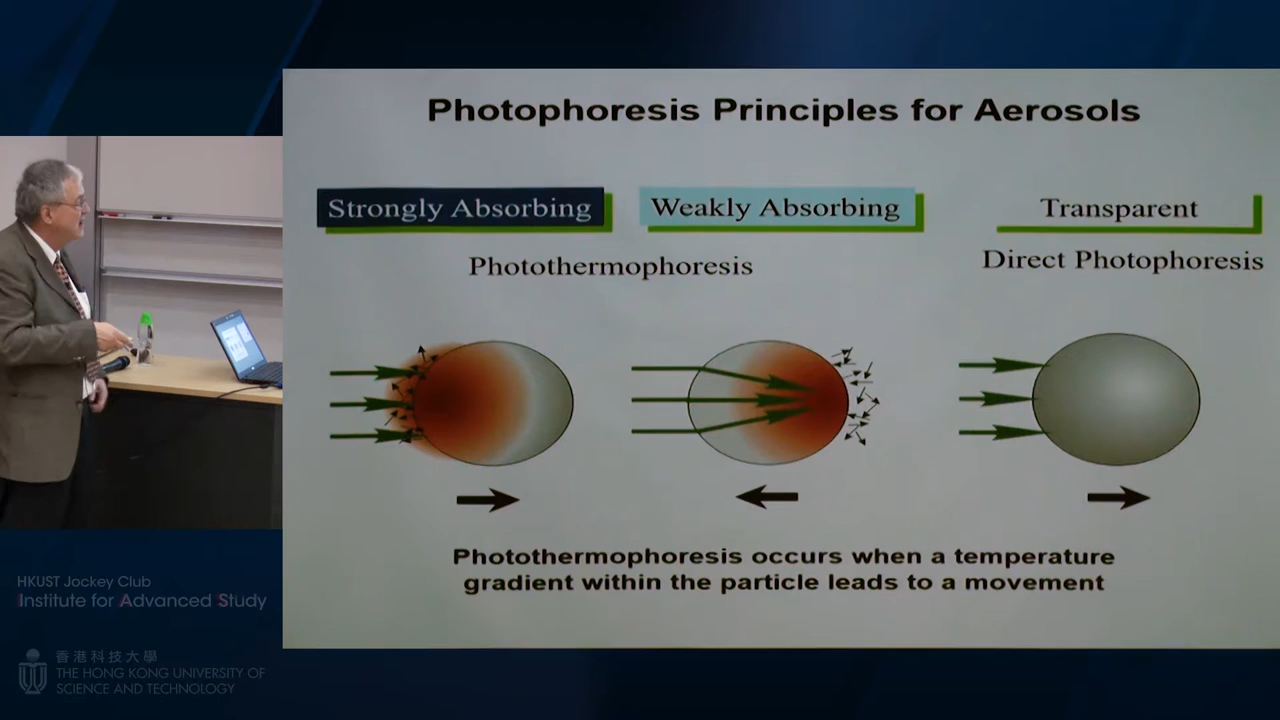 Photophoresis Principles for Aerosols
Strongly Absorbing
Weakly Absorbing
Transparent
Photothermophoresis
Direct Photophoresis
Photothermophoresis occurs when a temperature
gradient within the particle leads to a movement
HKUST Jockey Club
Institute for Advanced Study
香港科技大學
THE HONG KONG UNIVERSITY OF
SCIENCE AND TECHNOLOGY